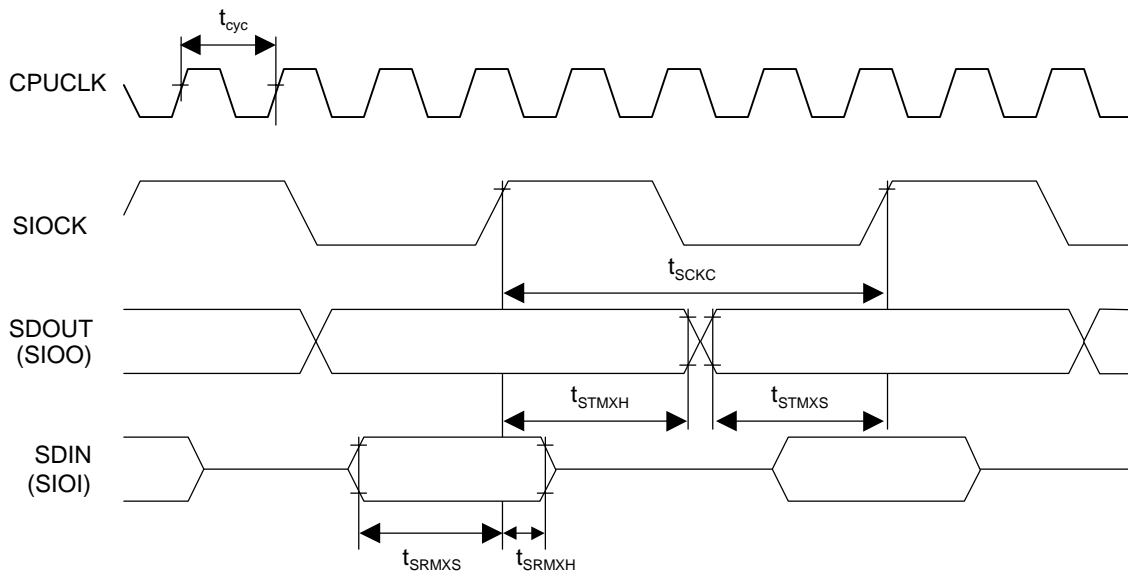 tcyc
CPUCLK
SIOCK
tSCKC
SDOUT
(SIOO)
tSTMXH
tSTMXS
SDIN
(SIOI)
tSRMXS
tSRMXH